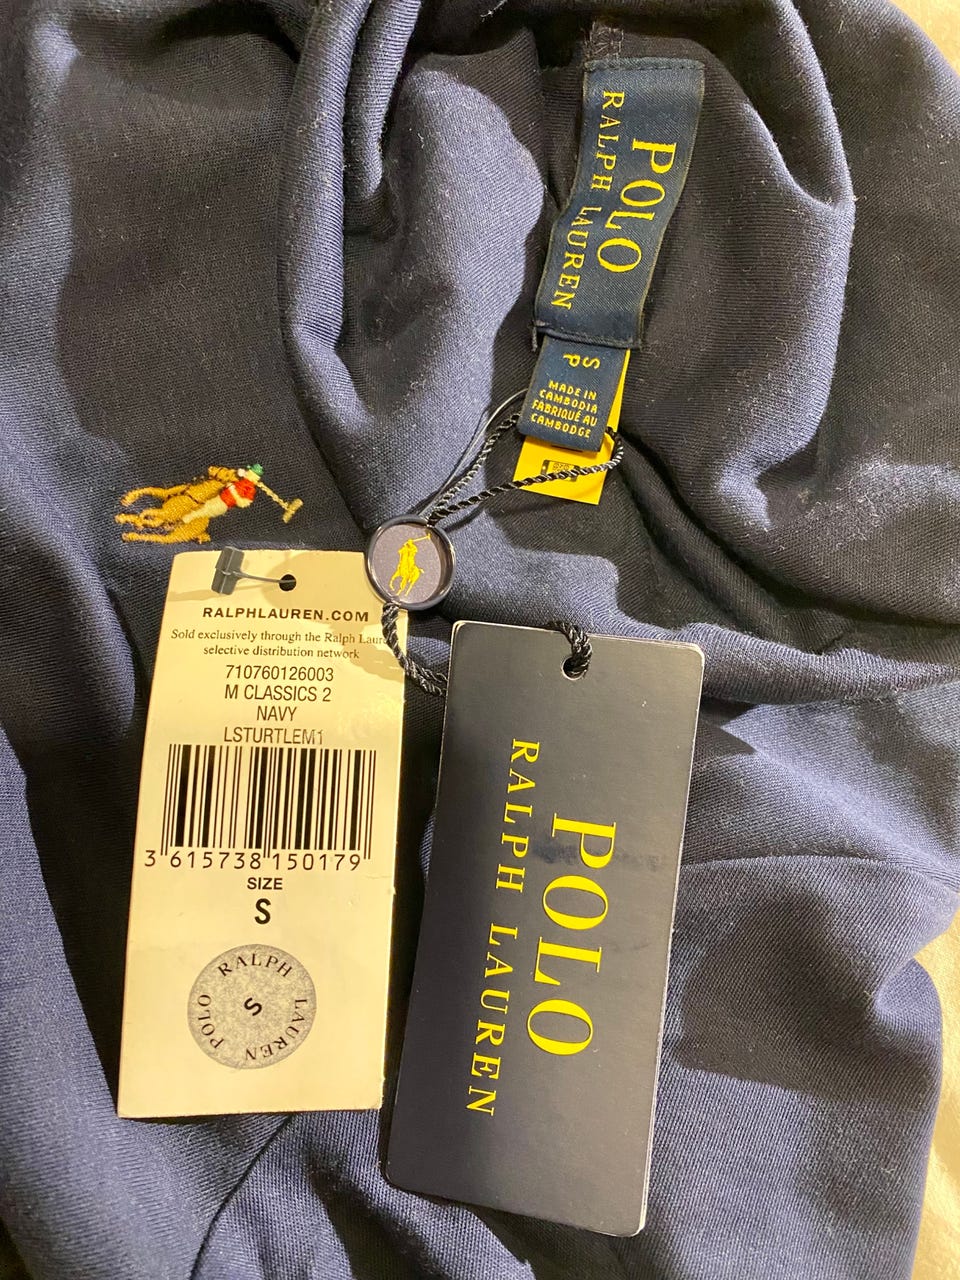 POLO
RALPH LAUREN
S
P
MADE IN
CAMBODIA
FABRIQUÉ AU
CAMBODGE
RALPHLAUREN.COM
Sold exclusively through the Ralph
selective distribution network
710760126003
M CLASSICS 2
NAVY
LSTURTLEM1
3 615738 150179
SIZE
S
POLO RALPH LAUREN
S
POLO
RALPH LAUREN